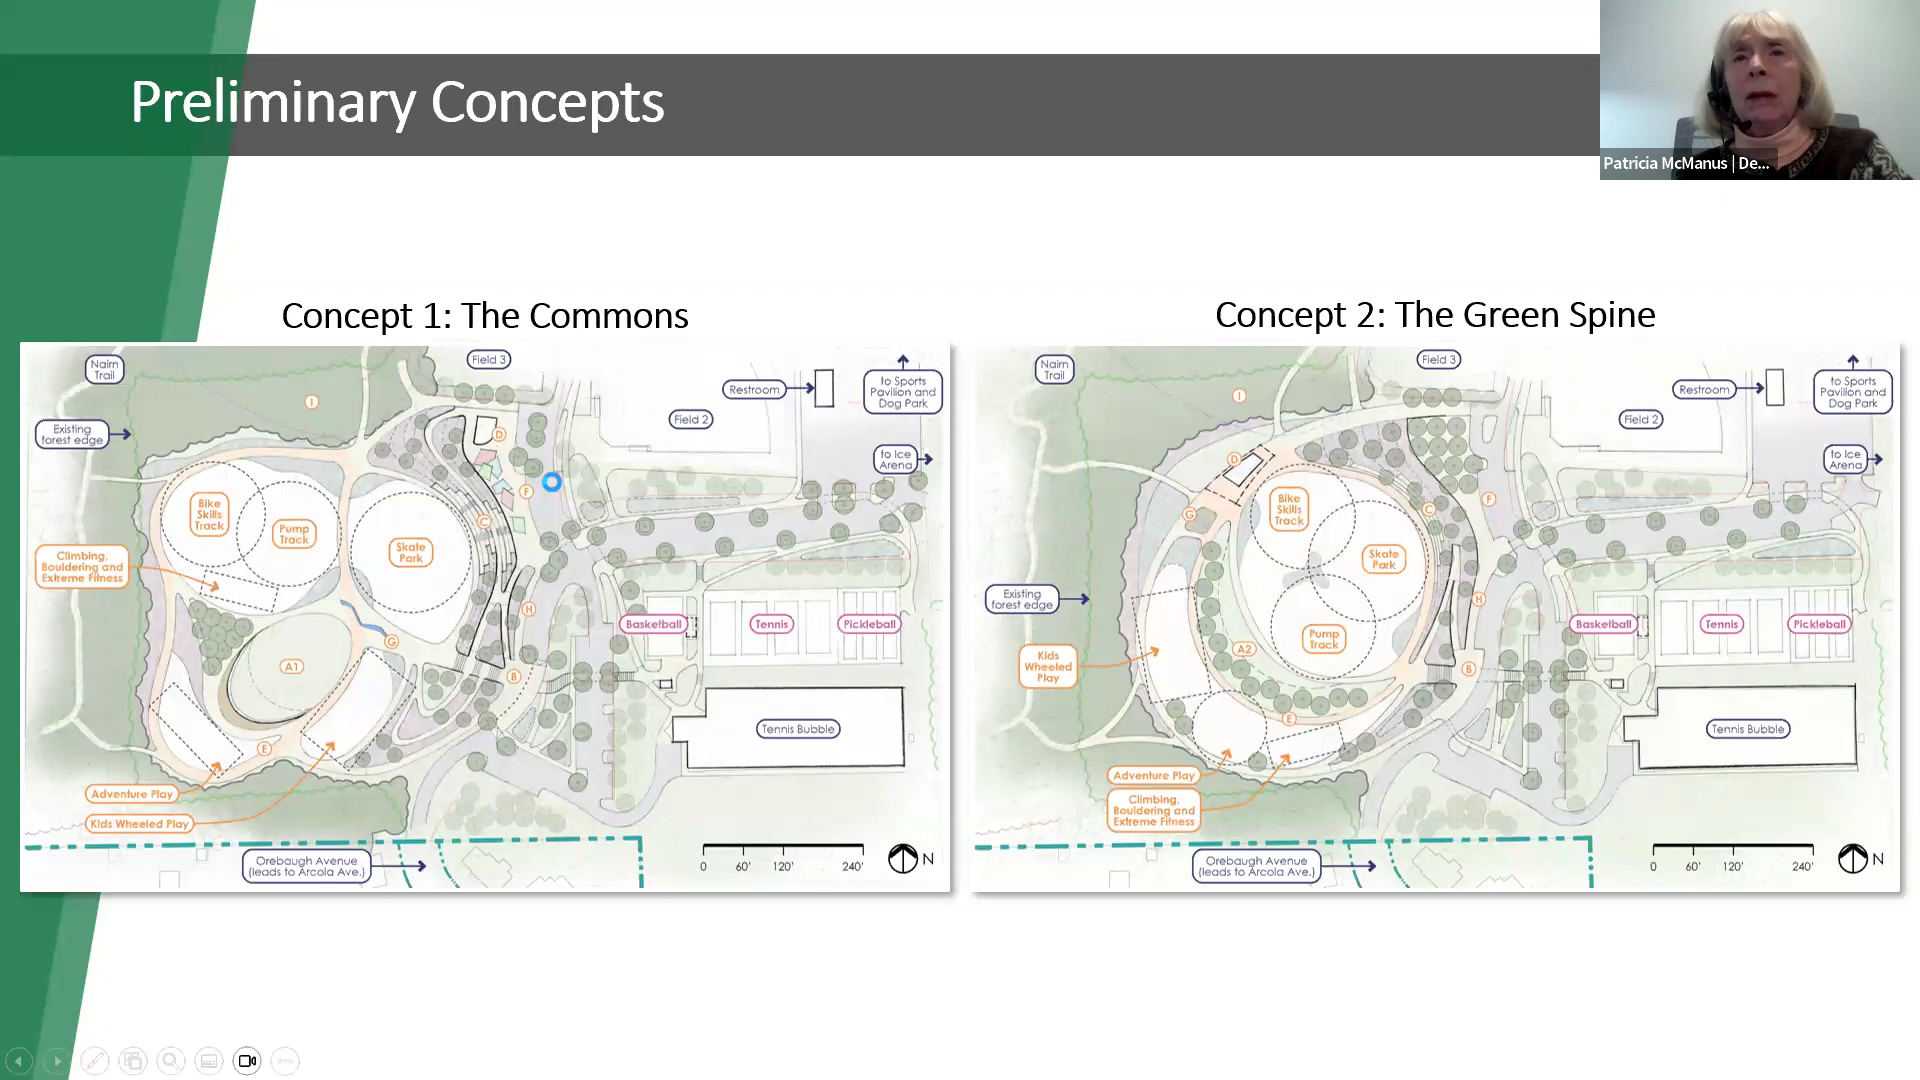 Preliminary Concepts
Patricia McManus | De...
Concept 1: The Commons
Nairn
Trail
Field 3
Restroom
to Sports
Pavilion and
Dog Park
Field 2
Existing
forest edge
I
D
to Ice
Arena
F
Bike
Skills
Track
Pump
Track
Skate
Park
C
Climbing,
Bouldering and
Extreme Fitness
H
Basketball
Tennis
Pickleball
G
A1
B
Tennis Bubble
E
Adventure Play
Kids Wheeled Play
Orebaugh Avenue
(leads to Arcola Ave.)
0
60'
120'
240'
N
Concept 2: The Green Spine
Nairn
Trail
Field 3
Restroom
to Sports
Pavilion and
Dog Park
Field 2
I
D
to Ice
Arena
Bike
Skills
Track
G
C
F
Skate
Park
Existing
forest edge
H
Basketball
Tennis
Pickleball
Pump
Track
A2
Kids
Wheeled
Play
B
E
Tennis Bubble
Adventure Play
Climbing,
Bouldering and
Extreme Fitness
Orebaugh Avenue
(leads to Arcola Ave.)
0
60'
120'
240'
N